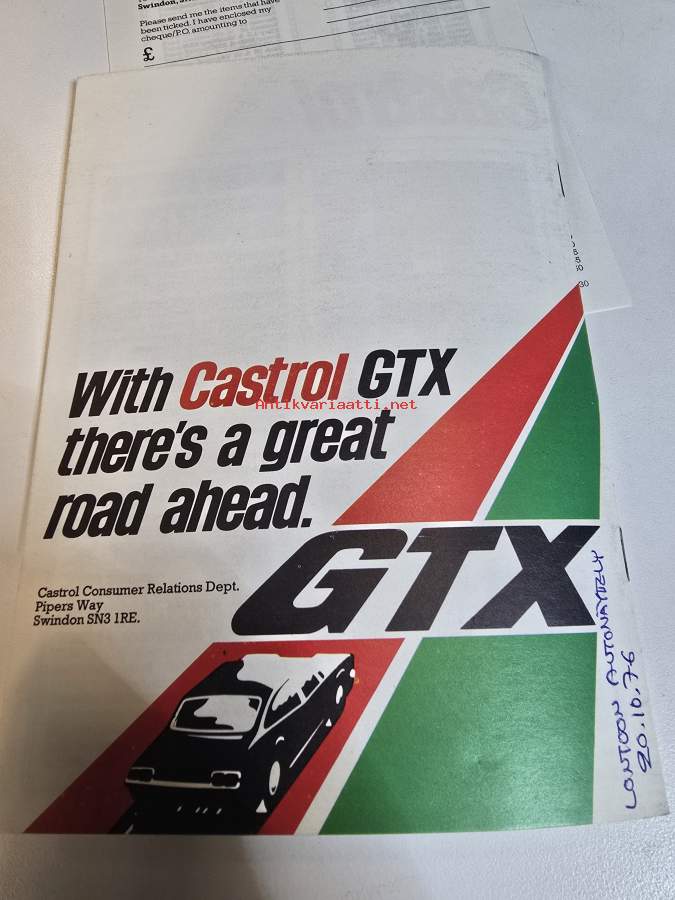 Please send me the items that have
been ticked. I have enclosed my
cheque/P.O. amounting to
£
30
With Castrol GTX
Antikvariaatti.net
there's a great
road ahead.
GTX
Castrol Consumer Relations Dept.
Pipers Way
Swindon SN3 1RE.
LONTOON AUTONÄYTELY
20.10.76